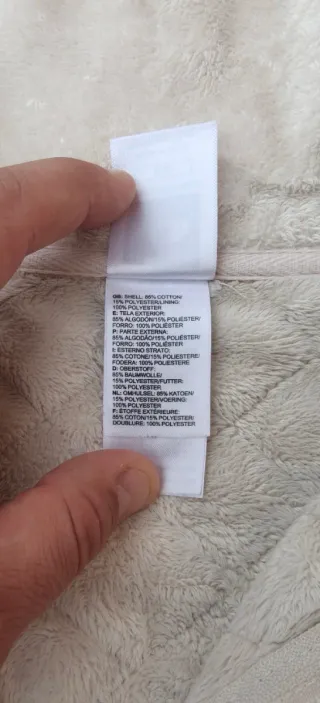 GB: SHELL: 85% COTTON/
15% POLYESTER/LINING:
100% POLYESTER
E: TELA EXTERIOR:
85% ALGODÓN/15% POLIÉSTER/
FORRO: 100% POLIÉSTER
P: PARTE EXTERNA:
85% ALGODÃO/15% POLIÉSTER/
FORRO: 100% POLIÉSTER
I: ESTERNO STRATO:
85% COTONE/15% POLIESTERE/
FODERA: 100% POLIESTERE
D: OBERSTOFF:
85% BAUMWOLLE/
15% POLYESTER/FUTTER:
100% POLYESTER
NL: OMHULSEL: 85% KATOEN/
15% POLYESTER/VOERING:
100% POLYESTER
F: ÉTOFFE EXTÉRIEURE:
85% COTON/15% POLYESTER/
DOUBLURE: 100% POLYESTER